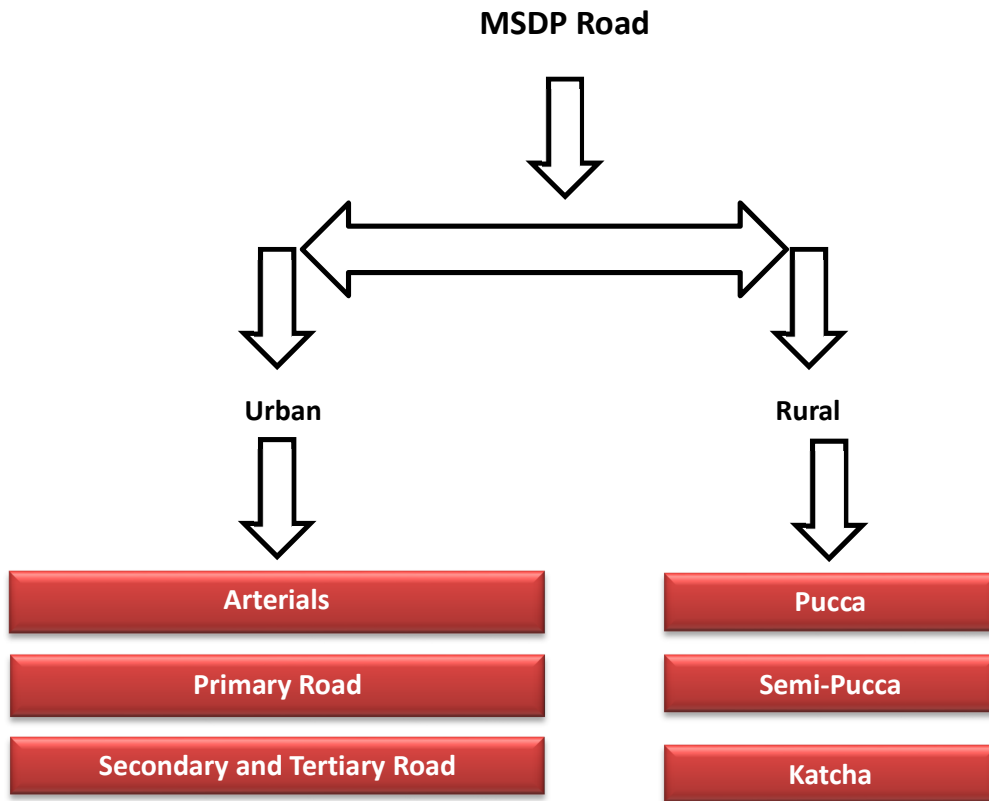 MSDP Road
Urban
Rural
Arterials
Pucca
Primary Road
Semi-Pucca
Secondary and Tertiary Road
Katcha